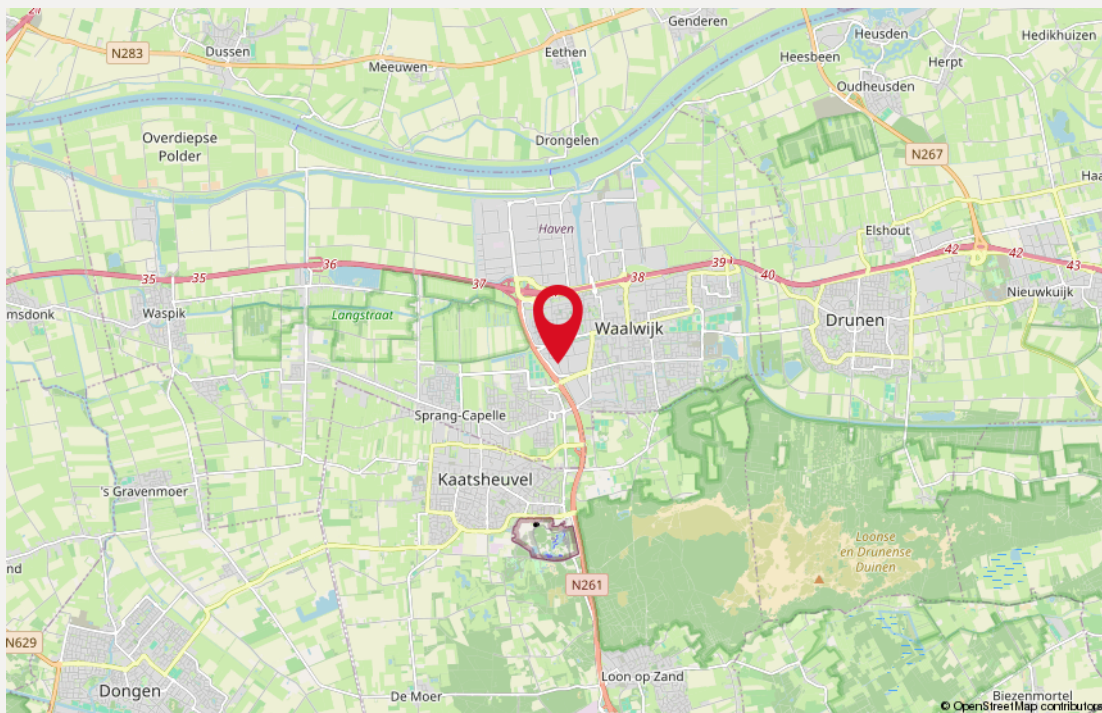 21
Genderen
Heusden
Hedikhuizen
N283
Dussen
Eethen
Meeuwen
Heesbeen
Herpt
Oudheusden
Overdiepse
Polder
Drongelen
N267
Haa
Haven
Elshout
35
35
36
37
38
39
40
42
42
43
msdonk
Waspik
Langstraat
Waalwijk
Drunen
Nieuwkuijk
Sprang-Capelle
Kaatsheuvel
's Gravenmoer
Loonse
en Drunense
Duinen
nd
N261
N629
Dongen
De Moer
Loon op Zand
Biezenmortel
© OpenStreetMap contributors